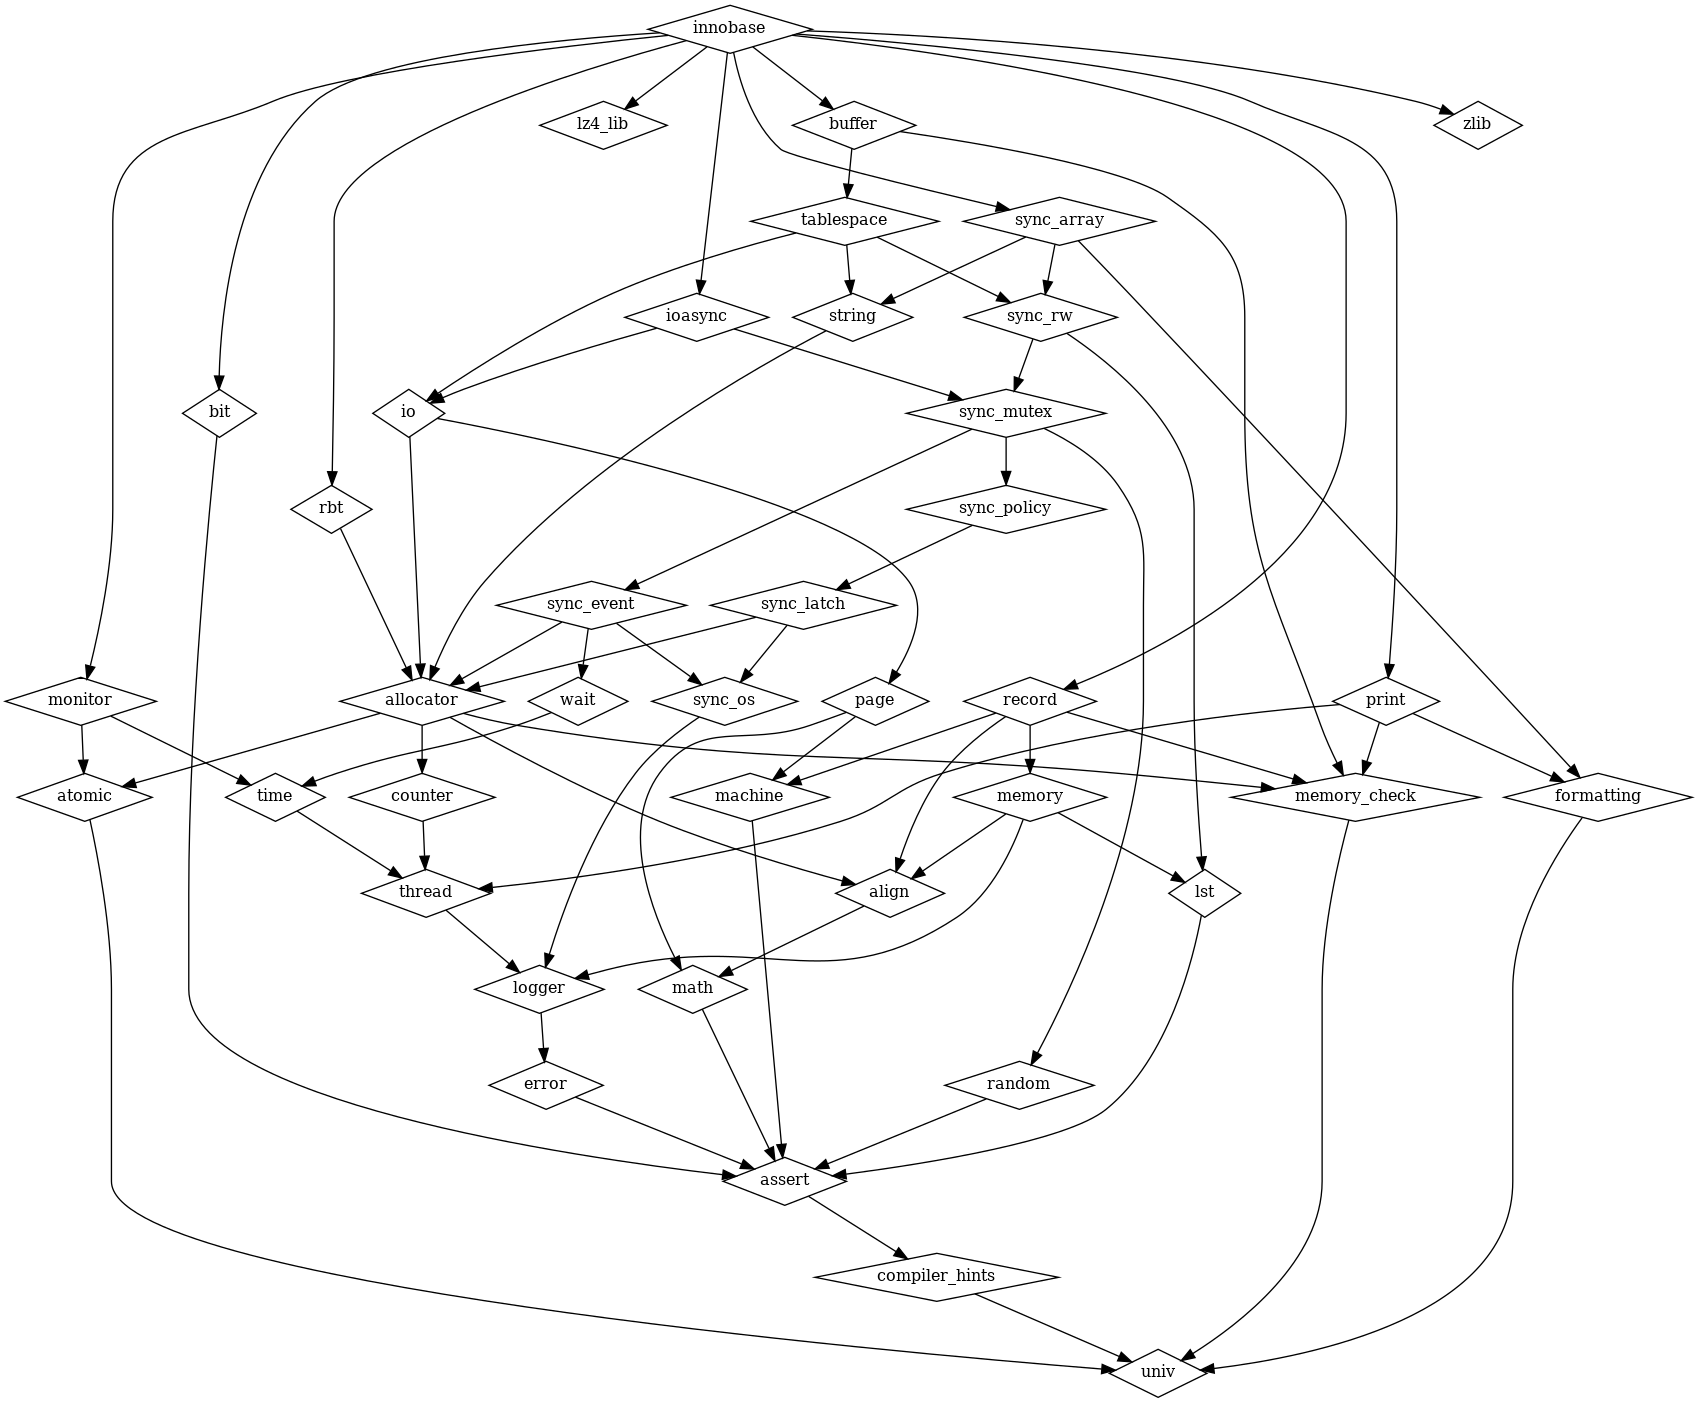 innobase
lz4_lib
buffer
zlib
tablespace
sync_array
ioasync
string
sync_rw
bit
io
sync_mutex
rbt
sync_policy
sync_event
sync_latch
monitor
allocator
wait
sync_os
page
record
print
atomic
time
counter
machine
memory
memory_check
formatting
thread
align
lst
logger
math
error
random
assert
compiler_hints
univ